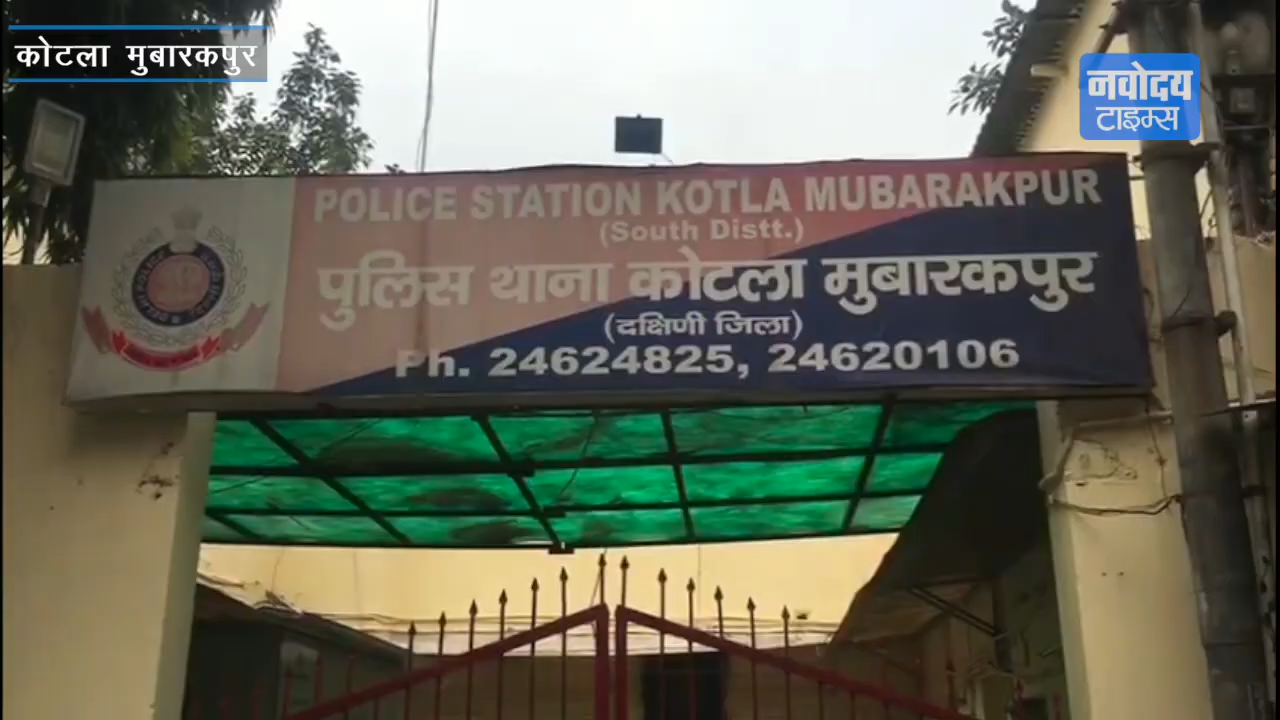 कोटला मुबारकपुर
नवोदय
टाइम्स
POLICE STATION KOTLA MUBARAKPUR
(South Distt.)
पुलिस थाना कोटला मुबारकपुर
(दक्षिणी जिला)
Ph. 24624825, 24620106